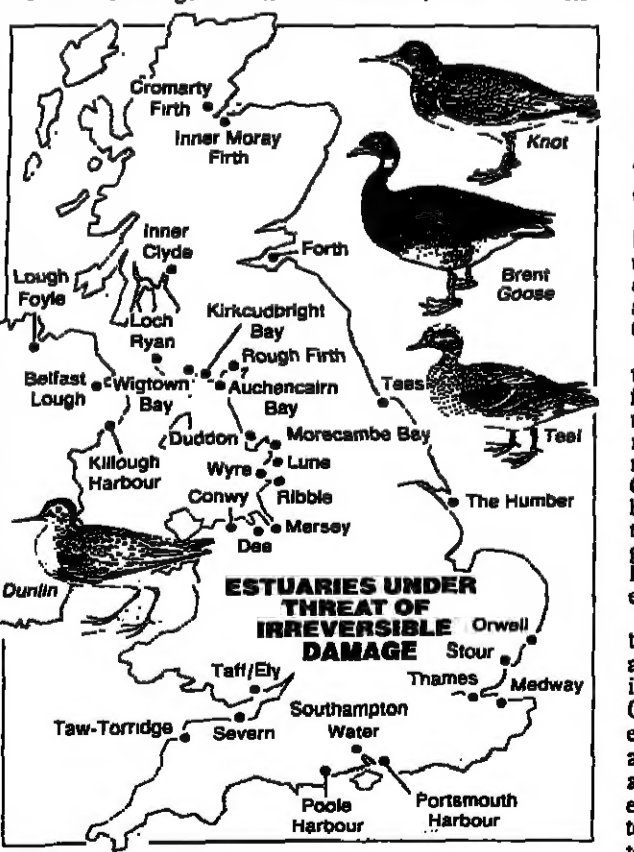 Cromarty
Firth
Inner Moray
Firth
Knot
Inner
Clyde
Forth
Brent
Goose
Lough
Foyle
Loch
Ryan
Kirkcudbright
Bay
Rough Firth
Belfast
Lough
Wigtown
Bay
Auchencairn
Bay
Tees
Teal
Duddon
Morecambe Bay
Killough
Harbour
Wyre
Lune
Ribble
Conwy
The Humber
Mersey
Dee
Dunlin
ESTUARIES UNDER
THREAT OF
IRREVERSIBLE
DAMAGE
Orwell
Stour
Taff/Ely
Thames
Medway
Taw-Torridge
Severn
Southampton
Water
Poole
Harbour
Portsmouth
Harbour